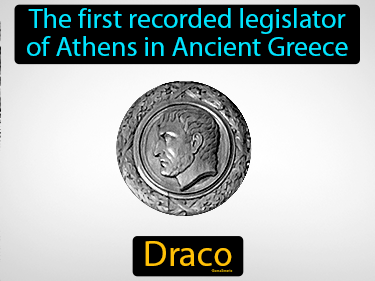 The first recorded legislator
of Athens in Ancient Greece
Draco